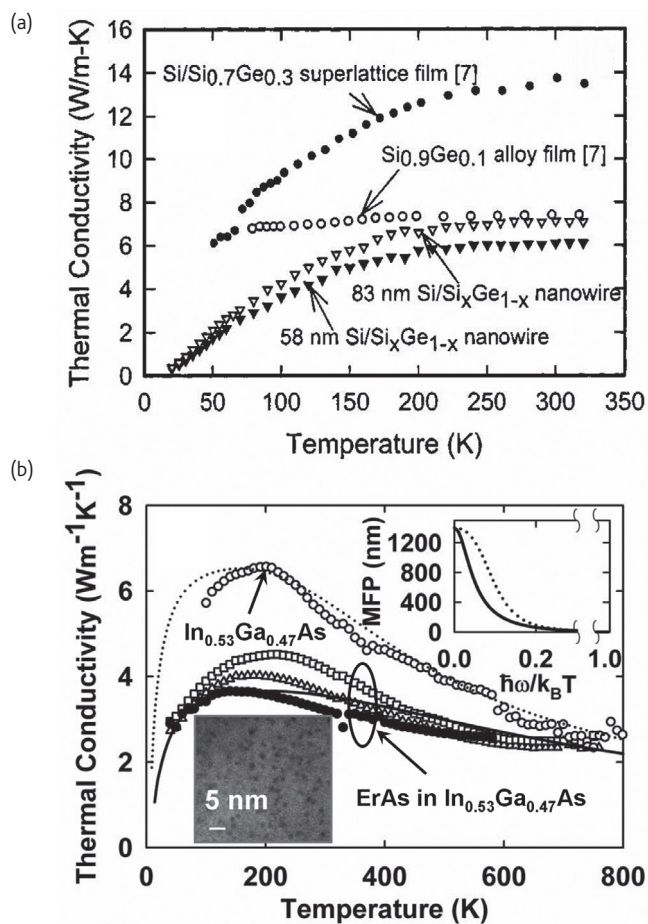 (a)
Thermal Conductivity (W/m-K)
16
14
12
10
8
6
4
2
0
Si/Si0.7Ge0.3 superlattice film [7]
Si0.9Ge0.1 alloy film [7]
83 nm Si/SixGe1-x nanowire
58 nm Si/SixGe1-x nanowire
0 50 100 150 200 250 300 350
Temperature (K)
(b)
Thermal Conductivity (Wm-1K-1)
8
6
4
2
0
In0.53Ga0.47As
MFP (nm)
1200
800
400
0
0.0 0.2 1.0
ħω/kBT
5 nm
ErAs in In0.53Ga0.47As
0 200 400 600 800
Temperature (K)